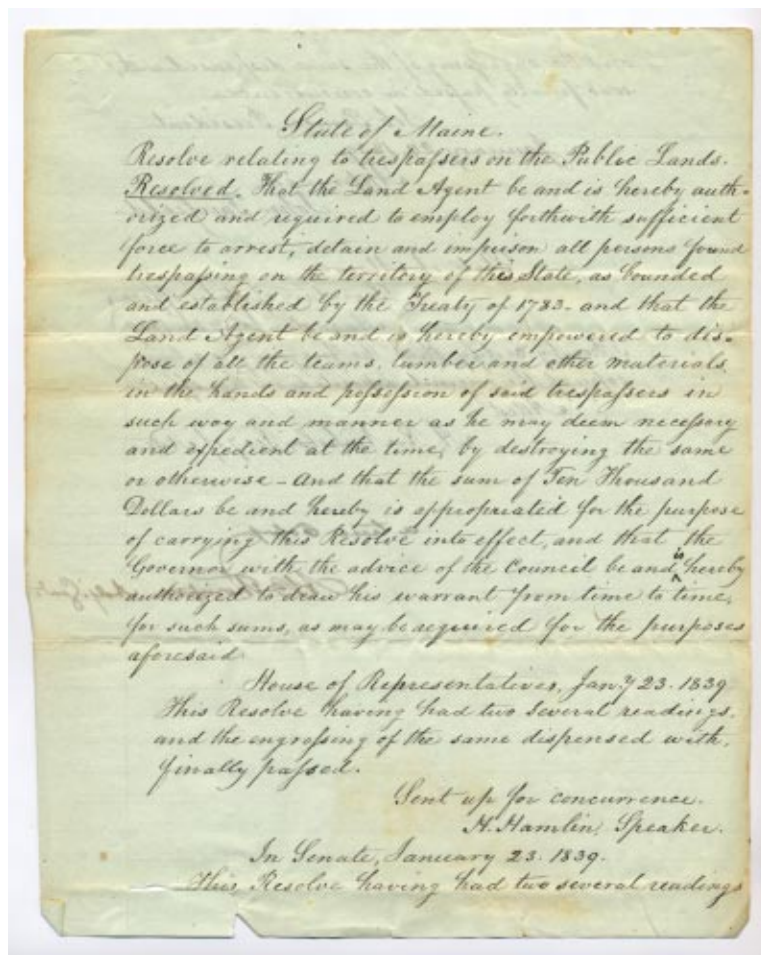 State of Maine.
Resolve relating to trespassers on the Public Lands.
Resolved. That the Land Agent be and is hereby auth-
orized and required to employ forthwith sufficient
force to arrest, detain and imprison all persons found
trespassing on the territory of this State, as bounded
and established by the Treaty of 1783. and that the
Land Agent be and is hereby empowered to dis-
pose of all the teams, lumber and other materials
in the hands and possession of said trespassers in
such way and manner as he may deem necessary
and expedient at the time, by destroying the same
or otherwise - and that the sum of Ten Thousand
Dollars be and hereby is appropriated for the purpose
of carrying this Resolve into effect, and that the
Governor with the advice of the Council be and is hereby
authorized to draw his warrant from time to time,
for such sums, as may be required for the purposes
aforesaid.
House of Representatives, Jany 23. 1839
This Resolve having had two several readings,
and the engrossing of the same dispensed with,
finally passed.
Sent up for concurrence.
H. Hamlin, Speaker.
In Senate, January 23. 1839.
This, Resolve having had two several readings